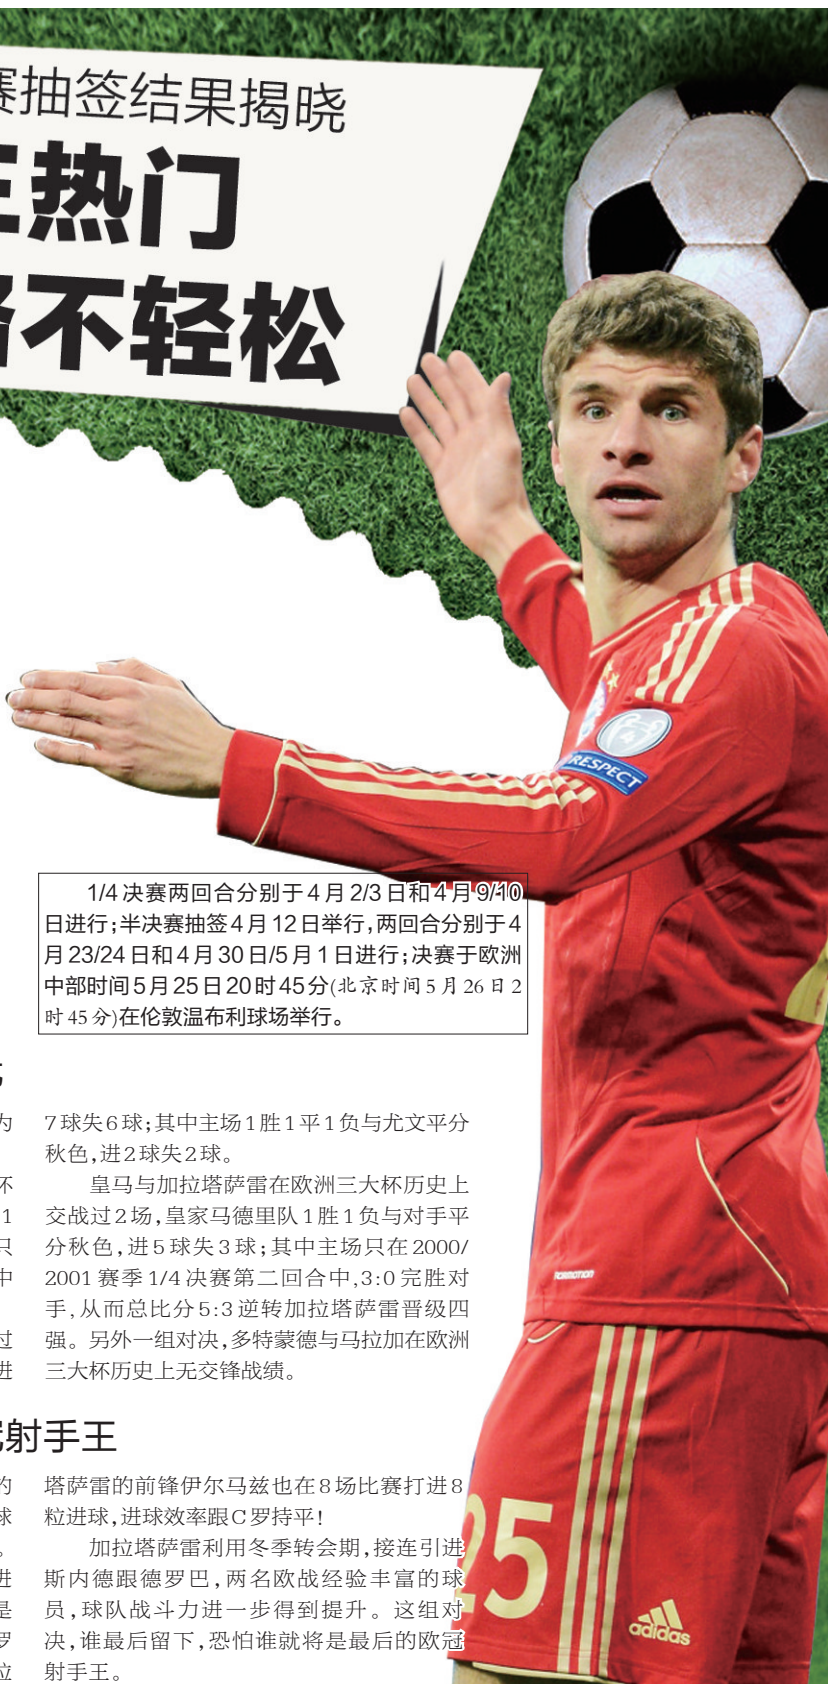 赛抽签结果揭晓
三热门
路不轻松
RESPECT
1/4决赛两回合分别于4月2/3日和4月9/10
日进行;半决赛抽签4月12日举行,两回合分别于4
月23/24日和4月30日/5月1日进行;决赛于欧洲
中部时间5月25日20时45分(北京时间5月26日2
时45分)在伦敦温布利球场举行。
为
杯
1
只
中
过
进
7球失6球;其中主场1胜1平1负与尤文平分
秋色,进2球失2球。
皇马与加拉塔萨雷在欧洲三大杯历史上
交战过2场,皇家马德里队1胜1负与对手平
分秋色,进5球失3球;其中主场只在2000/
2001赛季1/4决赛第二回合中,3:0完胜对
手,从而总比分5:3逆转加拉塔萨雷晋级四
强。另外一组对决,多特蒙德与马拉加在欧洲
三大杯历史上无交锋战绩。
冠射手王
的
球
。
进
是
罗
拉
塔萨雷的前锋伊尔马兹也在8场比赛打进8
粒进球,进球效率跟C罗持平!
加拉塔萨雷利用冬季转会期,接连引进
斯内德跟德罗巴,两名欧战经验丰富的球
员,球队战斗力进一步得到提升。这组对
决,谁最后留下,恐怕谁就将是最后的欧冠
射手王。
FORMOTION
25
adidas